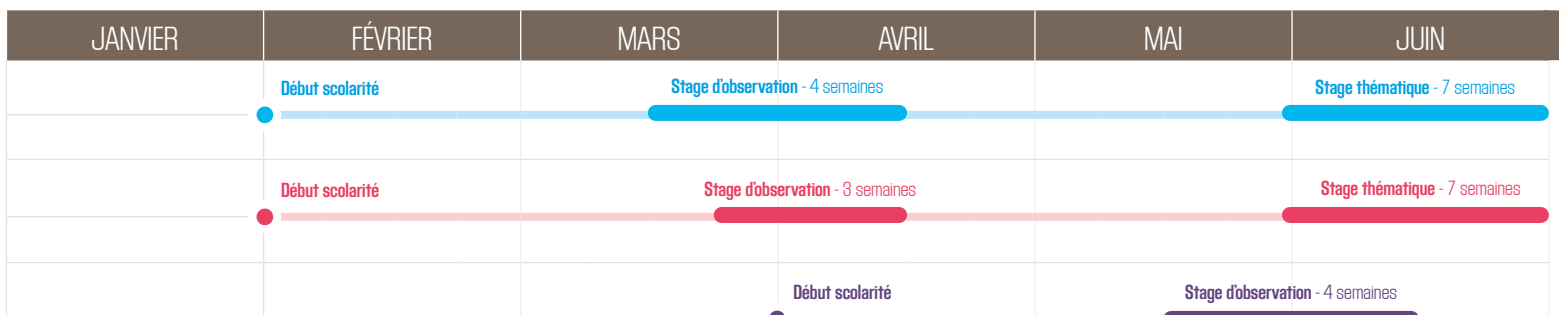 JANVIER FÉVRIER MARS AVRIL MAI JUIN
Début scolarité Stage d'observation - 4 semaines Stage thématique - 7 semaines
Début scolarité Stage d'observation - 3 semaines Stage thématique - 7 semaines
Début scolarité Stage d'observation - 4 semaines